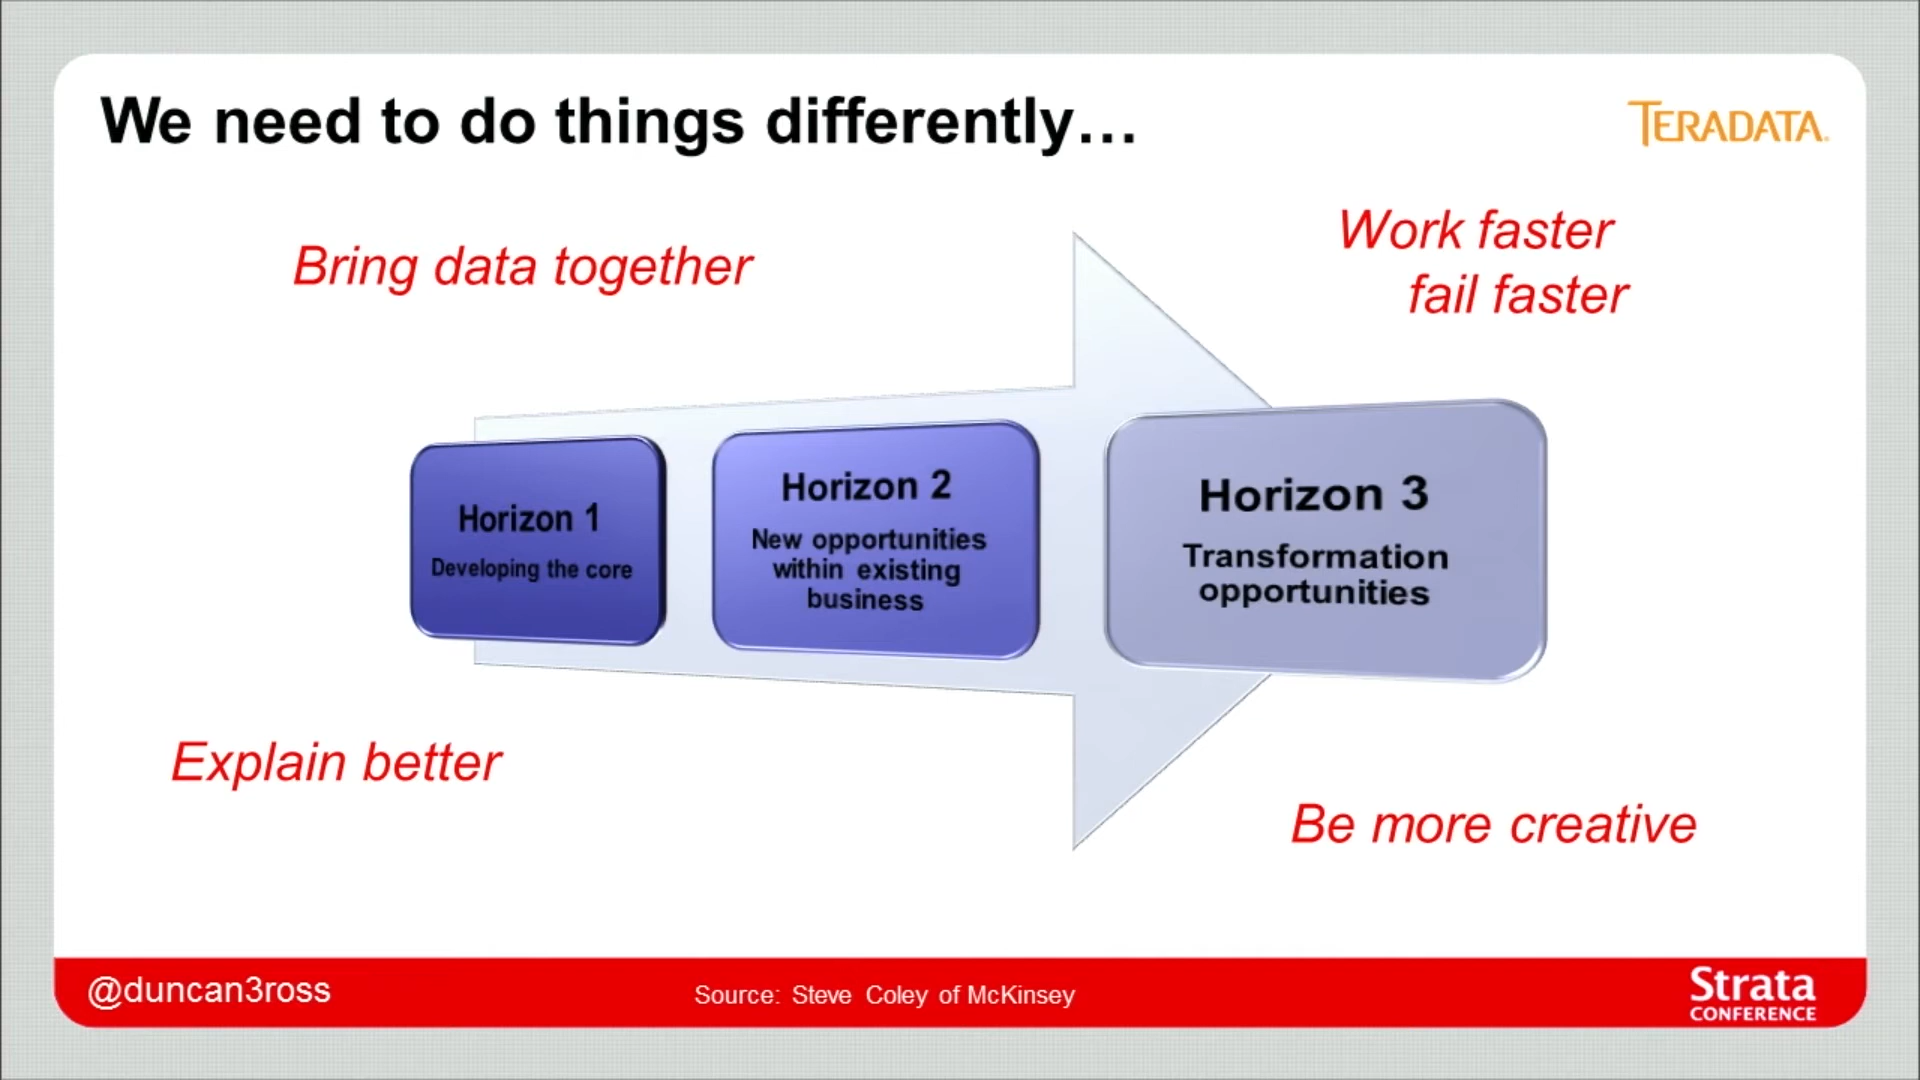 We need to do things differently…
TERADATA
Bring data together
Work faster
fail faster
Horizon 1
Developing the core
Horizon 2
New opportunities
within existing
business
Horizon 3
Transformation
opportunities
Explain better
Be more creative
@duncan3ross
Source: Steve Coley of McKinsey
Strata
CONFERENCE